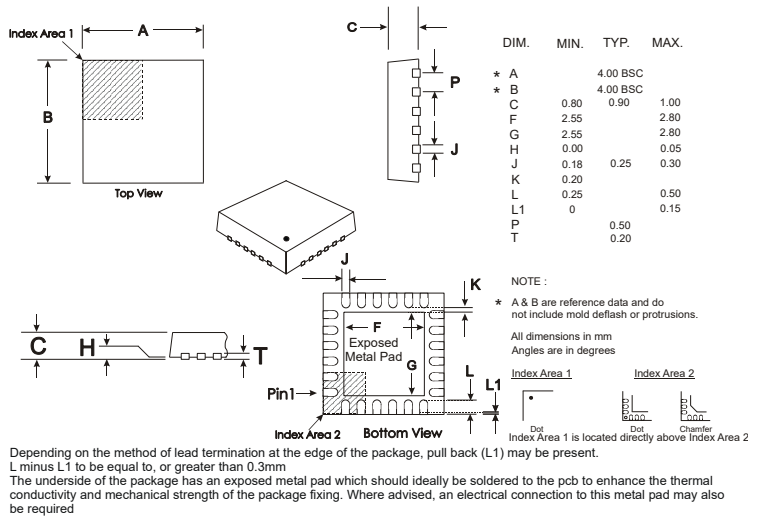 Index Area 1
A
B
Top View
C
P
J
DIM. MIN. TYP. MAX.
* A 4.00 BSC
* B 4.00 BSC
C 0.80 0.90 1.00
F 2.55 2.80
G 2.55 2.80
H 0.00 0.05
J 0.18 0.25 0.30
K 0.20
L 0.25 0.50
L1 0 0.15
P 0.50
T 0.20
NOTE :
* A & B are reference data and do
not include mold deflash or protrusions.
All dimensions in mm
Angles are in degrees
Index Area 1 Index Area 2
Dot Dot Chamfer
Index Area 1 is located directly above Index Area 2
C H T
J
K
F
Exposed
Metal Pad
G
L
L1
Pin1
Index Area 2
Bottom View
Depending on the method of lead termination at the edge of the package, pull back (L1) may be present.
L minus L1 to be equal to, or greater than 0.3mm
The underside of the package has an exposed metal pad which should ideally be soldered to the pcb to enhance the thermal
conductivity and mechanical strength of the package fixing. Where advised, an electrical connection to this metal pad may also
be required